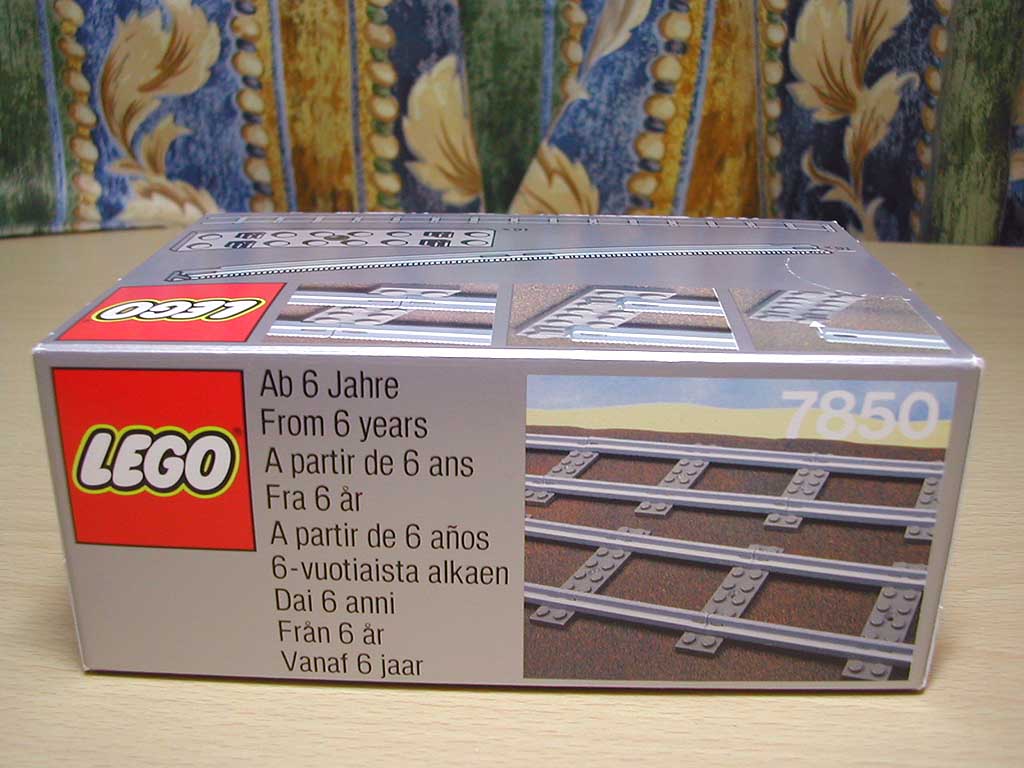 LEGO
LEGO
Ab 6 Jahre
From 6 years
A partir de 6 ans
Fra 6 år
A partir de 6 años
6-vuotiaista alkaen
Dai 6 anni
Från 6 år
Vanaf 6 jaar
7850